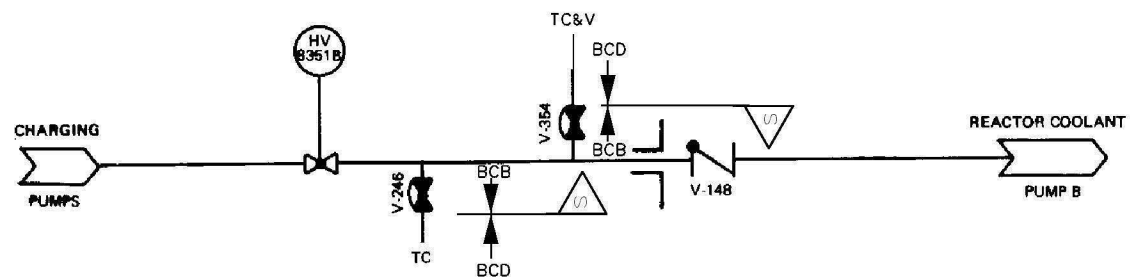 TC&V
HV
8351B
BCD
V-354
S
CHARGING
REACTOR COOLANT
BCB
V-148
PUMPS
V-246
BCB
S
PUMP B
TC
BCD